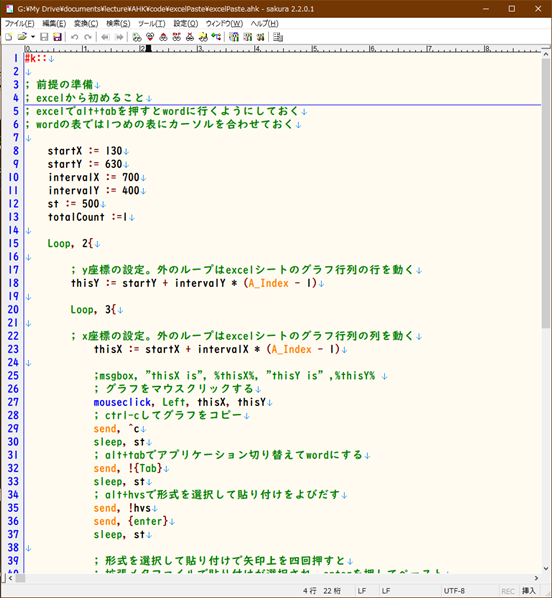 G:¥My Drive¥documents¥lecture¥AHK¥code¥excelPaste¥excelPaste.ahk - sakura 2.2.0.1
ファイル(F) 編集(E) 変換(C) 検索(S) ツール(T) 設定(O) ウィンドウ(W) ヘルプ(H)
0 1 2 3 4 5 6 7 8
1 #k::↓
2 ↓
3 ; 前提の準備↓
4 ; excelから初めること↓
5 ; excelでalt+tabを押すとwordに行くようにしておく↓
6 ; wordの表では1つめの表にカーソルを合わせておく↓
7 ↓
8 startX := 130↓
9 startY := 630↓
10 intervalX := 700↓
11 intervalY := 400↓
12 st := 500↓
13 totalCount :=1↓
14 ↓
15 Loop, 2{↓
16 ↓
17 ; y座標の設定。外のループはexcelシートのグラフ行列の行を動く↓
18 thisY := startY + intervalY * (A_Index - 1)↓
19 ↓
20 Loop, 3{↓
21 ↓
22 ; x座標の設定。外のループはexcelシートのグラフ行列の列を動く↓
23 thisX := startX + intervalX * (A_Index - 1)↓
24 ↓
25 ;msgbox, "thisX is", %thisX%, "thisY is" ,%thisY% ↓
26 ; グラフをマウスクリックする↓
27 mouseclick, Left, thisX, thisY↓
28 ; ctrl-cしてグラフをコピー↓
29 send, ^c↓
30 sleep, st↓
31 ; alt+tabでアプリケーション切り替えてwordにする↓
32 send, !{Tab}↓
33 sleep, st↓
34 ; alt+hvsで形式を選択して貼り付けをよびだす↓
35 send, !hvs↓
36 send, {enter}↓
37 sleep, st↓
38 ↓
39 ; 形式を選択して貼り付けで矢印上を四回押すと↓
4 行 22 桁 LF LF UTF-8 REC 挿入